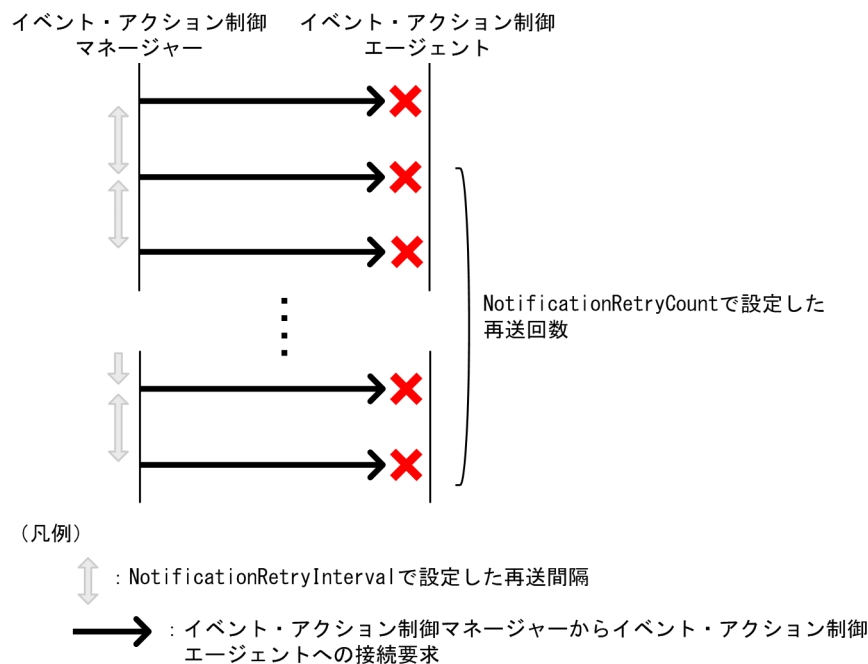 イベント・アクション制御
マネージャー
イベント・アクション制御
エージェント
NotificationRetryCountで設定した
再送回数
（凡例）
：NotificationRetryIntervalで設定した再送間隔
：イベント・アクション制御マネージャーからイベント・アクション制御
エージェントへの接続要求